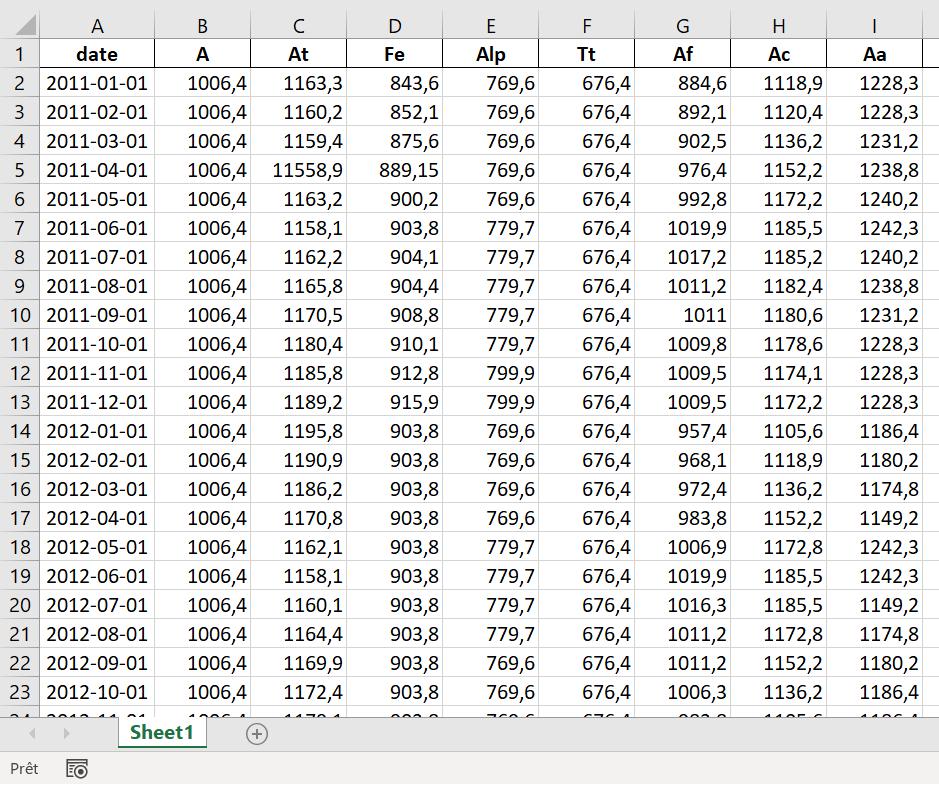 A B C D E F G H I
1 date A At Fe Alp Tt Af Ac Aa
2 2011-01-01 1006,4 1163,3 843,6 769,6 676,4 884,6 1118,9 1228,3
3 2011-02-01 1006,4 1160,2 852,1 769,6 676,4 892,1 1120,4 1228,3
4 2011-03-01 1006,4 1159,4 875,6 769,6 676,4 902,5 1136,2 1231,2
5 2011-04-01 1006,4 11558,9 889,15 769,6 676,4 976,4 1152,2 1238,8
6 2011-05-01 1006,4 1163,2 900,2 769,6 676,4 992,8 1172,2 1240,2
7 2011-06-01 1006,4 1158,1 903,8 779,7 676,4 1019,9 1185,5 1242,3
8 2011-07-01 1006,4 1162,2 904,1 779,7 676,4 1017,2 1185,2 1240,2
9 2011-08-01 1006,4 1165,8 904,4 779,7 676,4 1011,2 1182,4 1238,8
10 2011-09-01 1006,4 1170,5 908,8 779,7 676,4 1011 1180,6 1231,2
11 2011-10-01 1006,4 1180,4 910,1 779,7 676,4 1009,8 1178,6 1228,3
12 2011-11-01 1006,4 1185,8 912,8 799,9 676,4 1009,5 1174,1 1228,3
13 2011-12-01 1006,4 1189,2 915,9 799,9 676,4 1009,5 1172,2 1228,3
14 2012-01-01 1006,4 1195,8 903,8 769,6 676,4 957,4 1105,6 1186,4
15 2012-02-01 1006,4 1190,9 903,8 769,6 676,4 968,1 1118,9 1180,2
16 2012-03-01 1006,4 1186,2 903,8 769,6 676,4 972,4 1136,2 1174,8
17 2012-04-01 1006,4 1170,8 903,8 769,6 676,4 983,8 1152,2 1149,2
18 2012-05-01 1006,4 1162,1 903,8 779,7 676,4 1006,9 1172,8 1242,3
19 2012-06-01 1006,4 1158,1 903,8 779,7 676,4 1019,9 1185,5 1242,3
20 2012-07-01 1006,4 1160,1 903,8 779,7 676,4 1016,3 1185,5 1149,2
21 2012-08-01 1006,4 1164,4 903,8 779,7 676,4 1011,2 1172,8 1174,8
22 2012-09-01 1006,4 1169,9 903,8 769,6 676,4 1011,2 1152,2 1180,2
23 2012-10-01 1006,4 1172,4 903,8 769,6 676,4 1006,3 1136,2 1186,4
Sheet1
Prêt